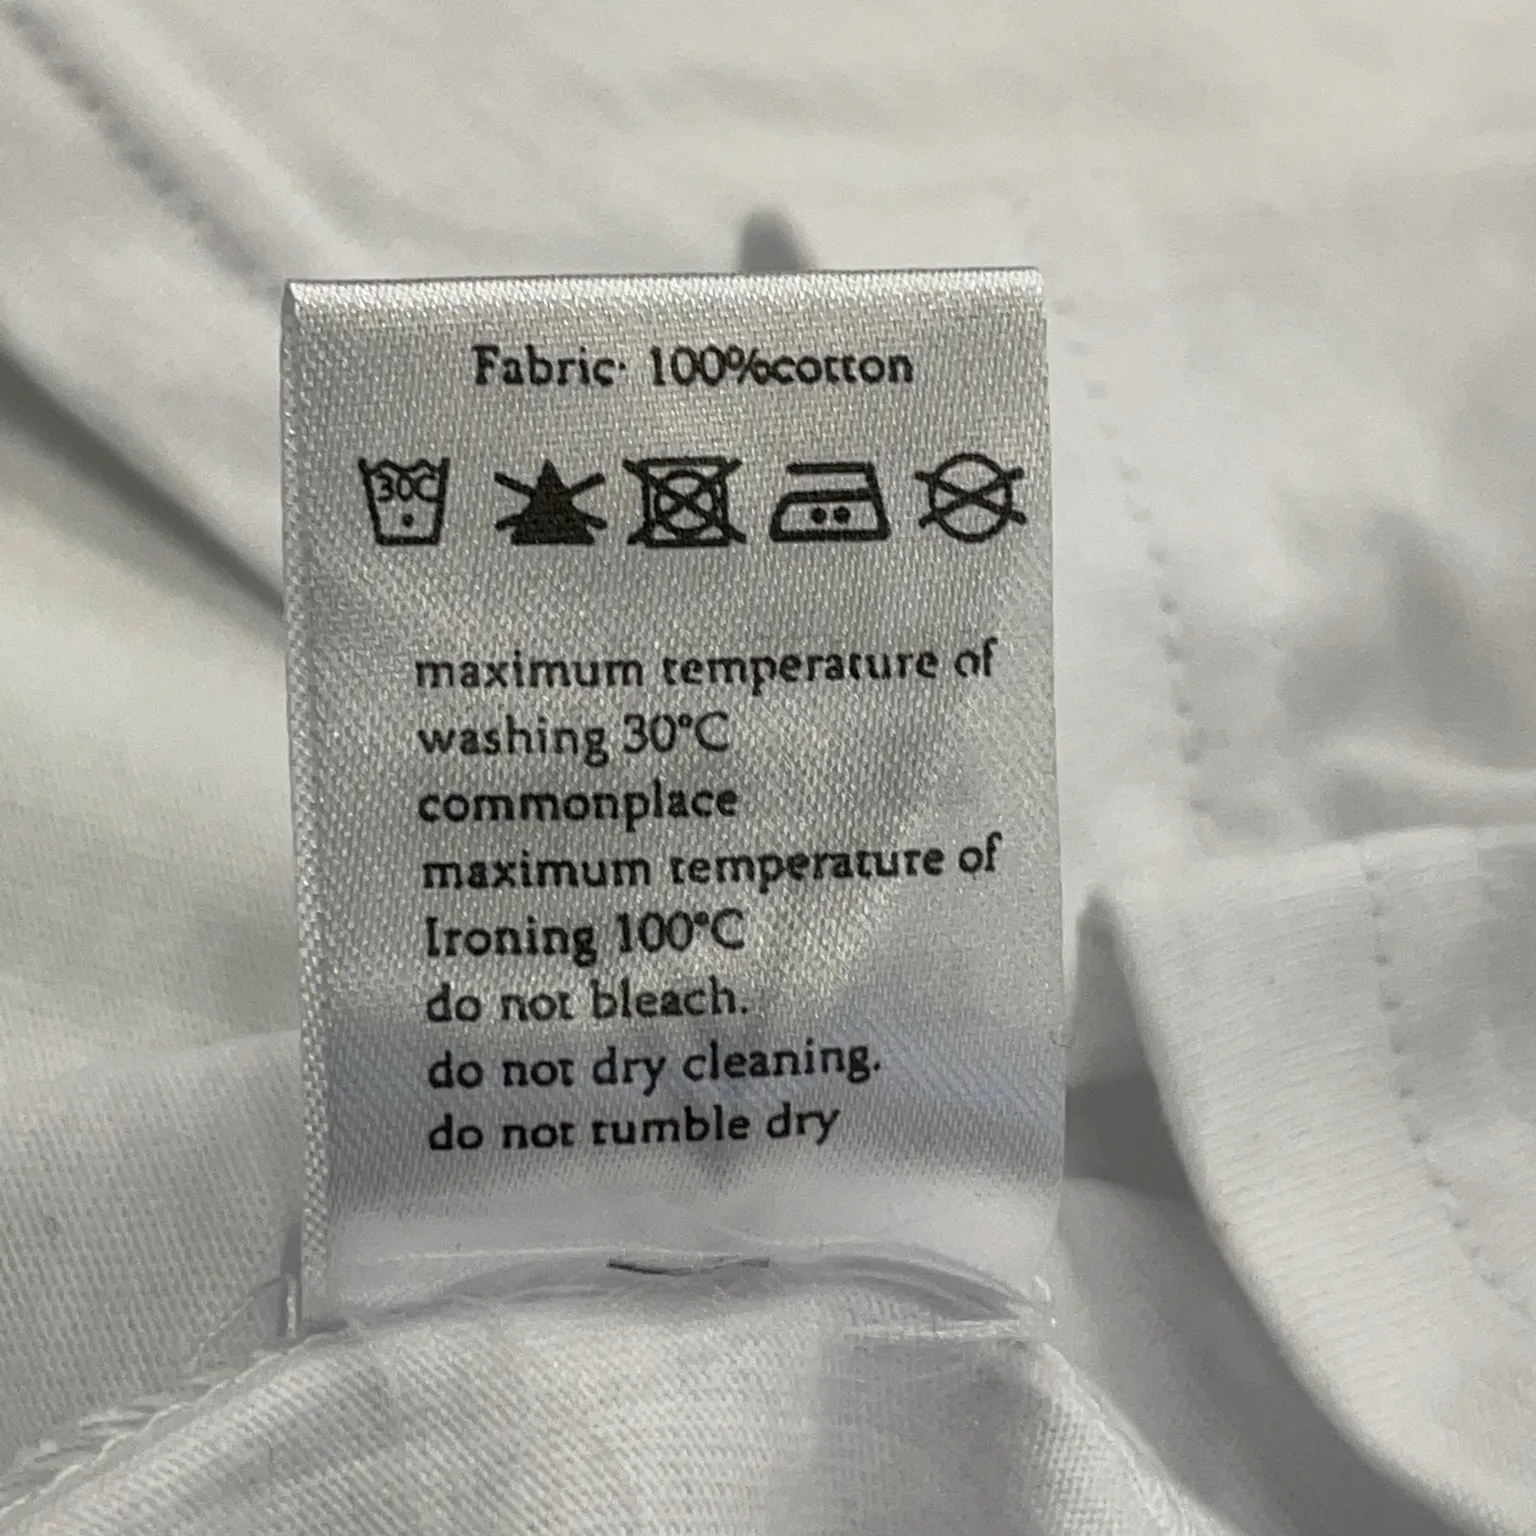 Fabric: 100%cotton
30C
maximum temperature of
washing 30°C
commonplace
maximum temperature of
Ironing 100°C
do not bleach.
do not dry cleaning.
do not tumble dry